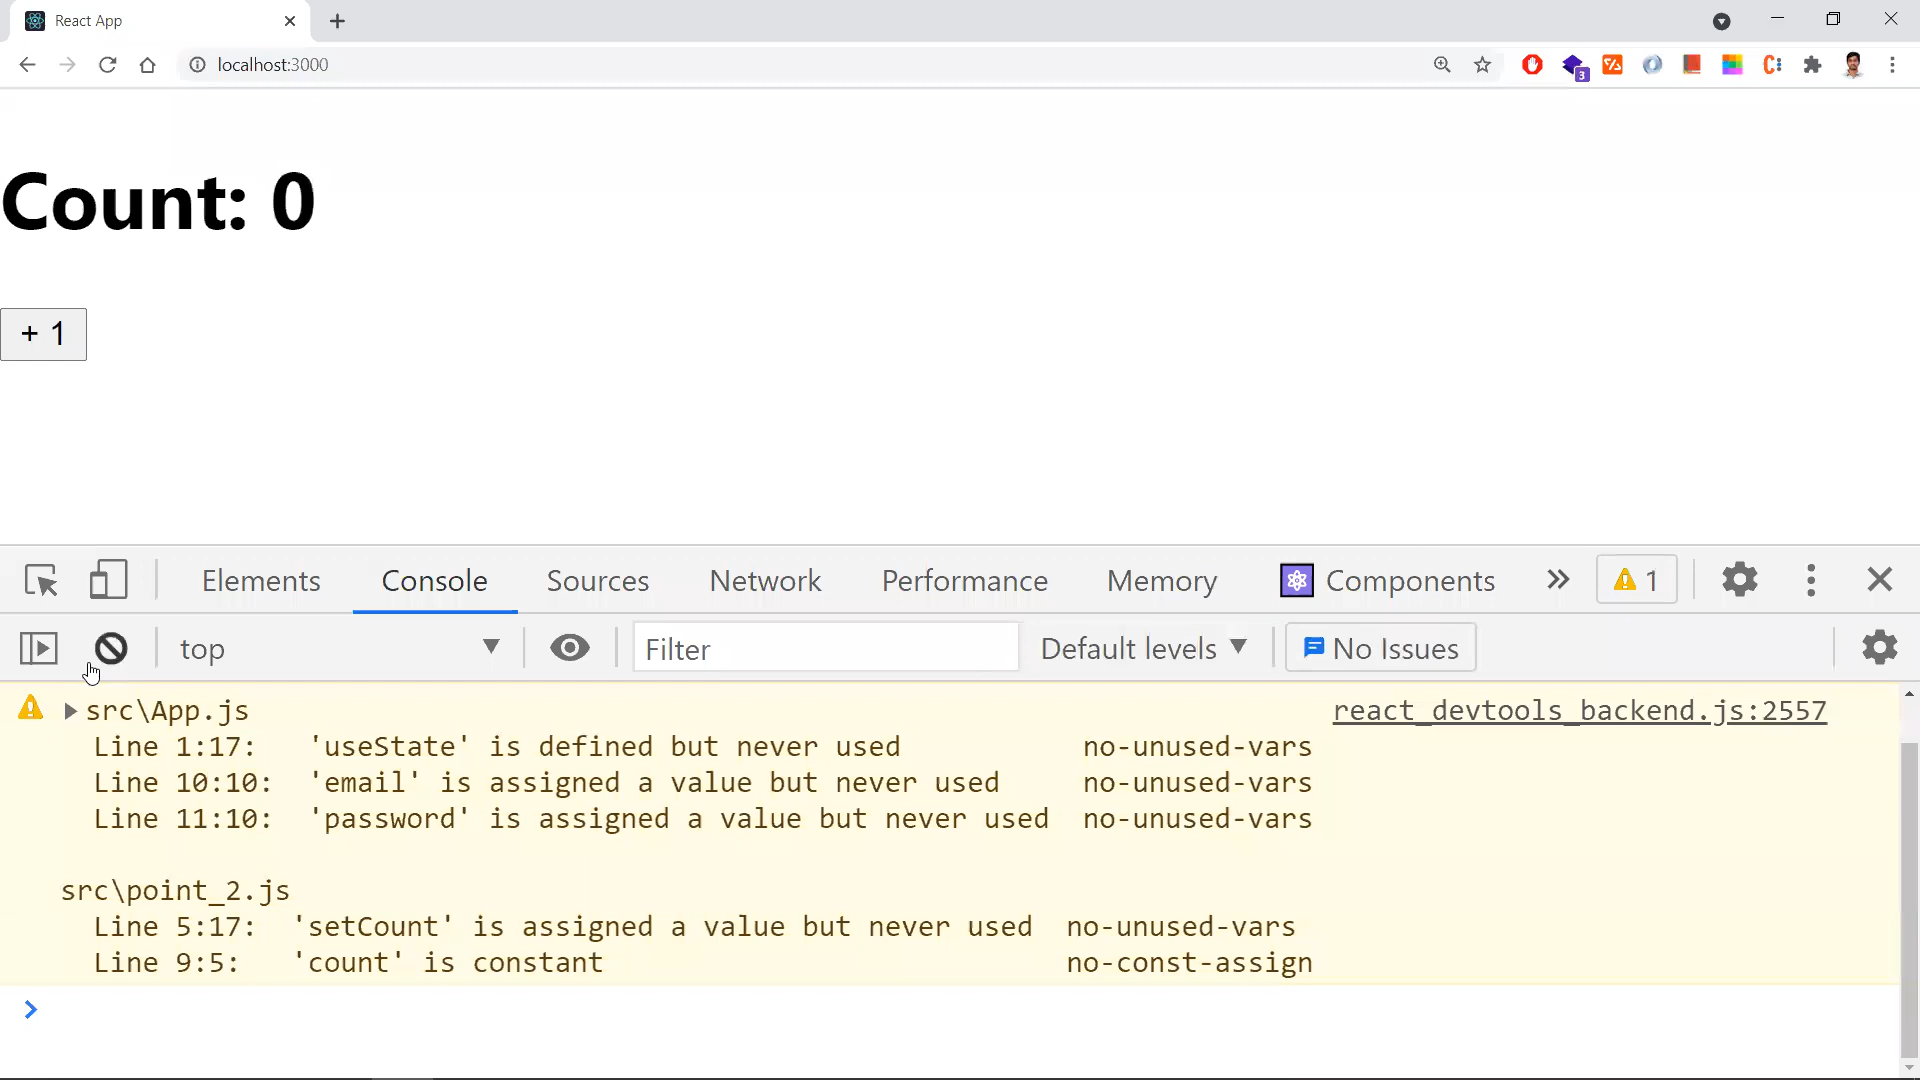 React App
localhost:3000
3
Count: 0
+ 1
Elements Console Sources Network Performance Memory Components 1
top Filter Default levels No Issues
src\App.js react_devtools_backend.js:2557
Line 1:17: 'useState' is defined but never used no-unused-vars
Line 10:10: 'email' is assigned a value but never used no-unused-vars
Line 11:10: 'password' is assigned a value but never used no-unused-vars
src\point_2.js
Line 5:17: 'setCount' is assigned a value but never used no-unused-vars
Line 9:5: 'count' is constant no-const-assign